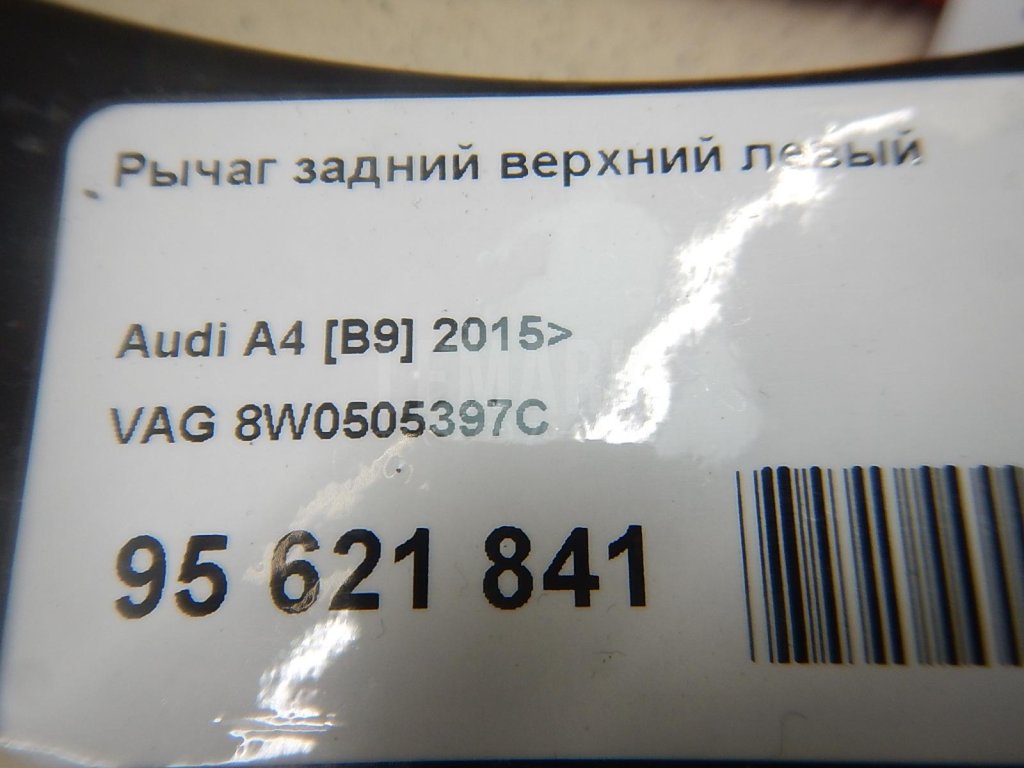 Рычаг задний верхний левый
Audi A4 [B9] 2015>
VAG 8W0505397C
95 621 841